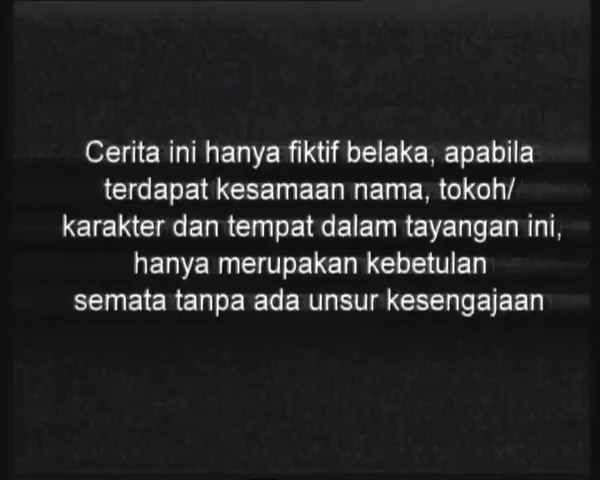 Cerita ini hanya fiktif belaka, apabila
terdapat kesamaan nama, tokoh/
karakter dan tempat dalam tayangan ini,
hanya merupakan kebetulan
semata tanpa ada unsur kesengajaan